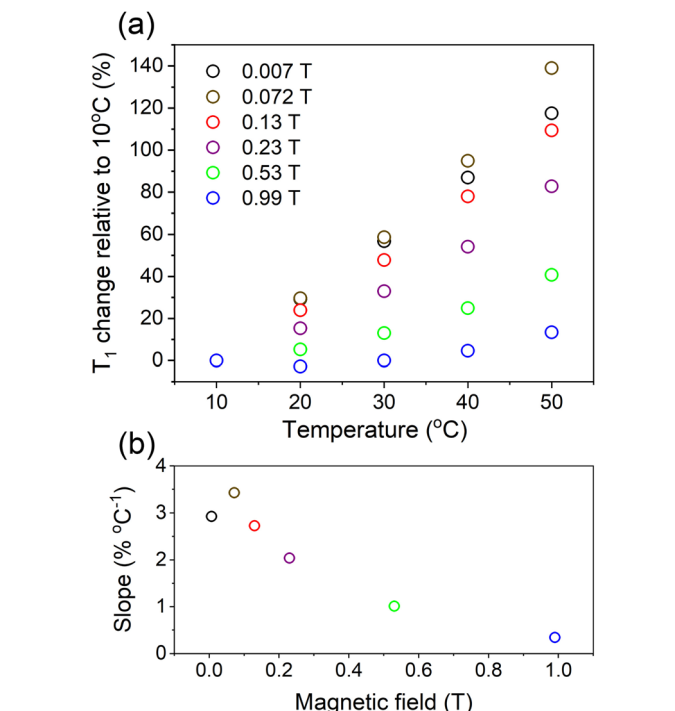 (a)
T₁ change relative to 10°C (%)
140
120
100
80
60
40
20
0
0.007 T
0.072 T
0.13 T
0.23 T
0.53 T
0.99 T
10 20 30 40 50
Temperature (°C)
(b)
Slope (% °C⁻¹)
4
3
2
1
0
0.0 0.2 0.4 0.6 0.8 1.0
Magnetic field (T)